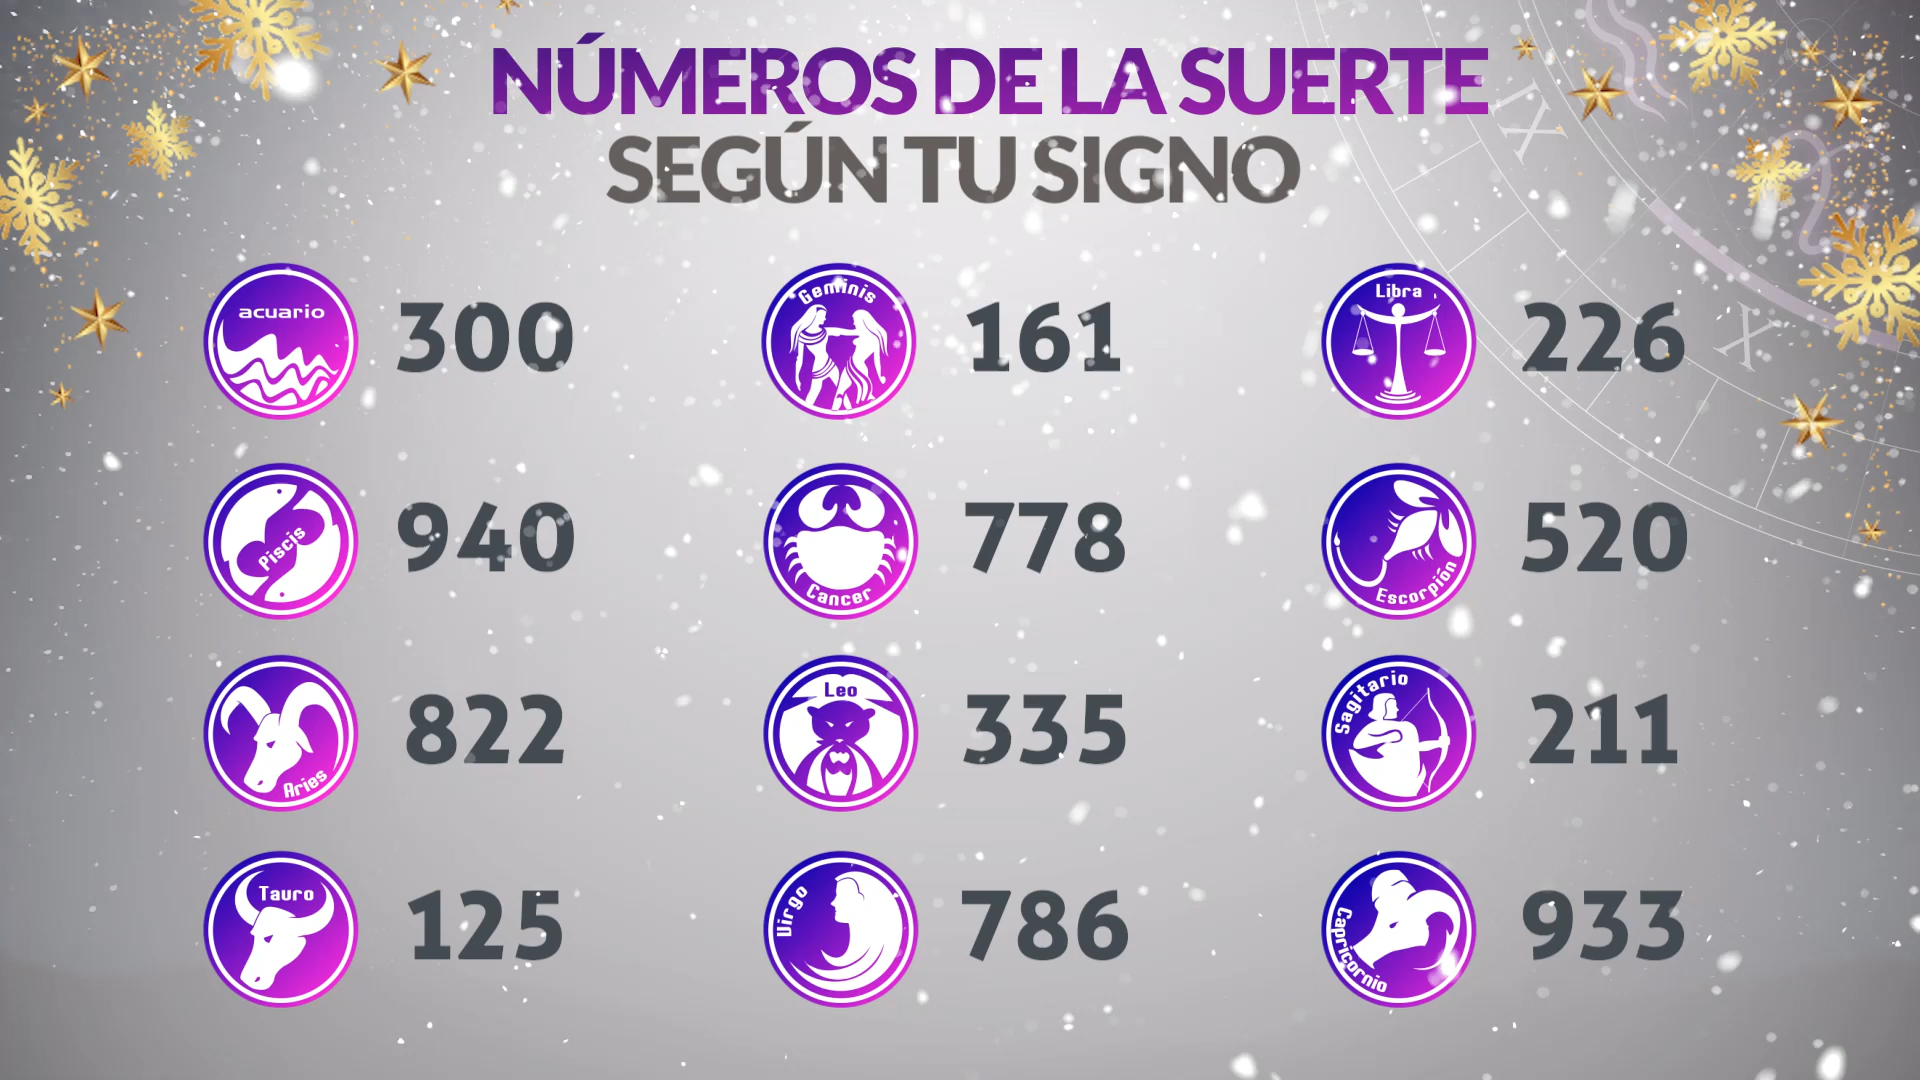 NÚMEROS DE LA SUERTE
SEGÚN TU SIGNO
acuario 300
Geminis 161
Libra 226
Piscis 940
Cancer 778
Escorpión 520
Aries 822
Leo 335
Sagitario 211
Tauro 125
Virgo 786
Capricornio 933
IX
X